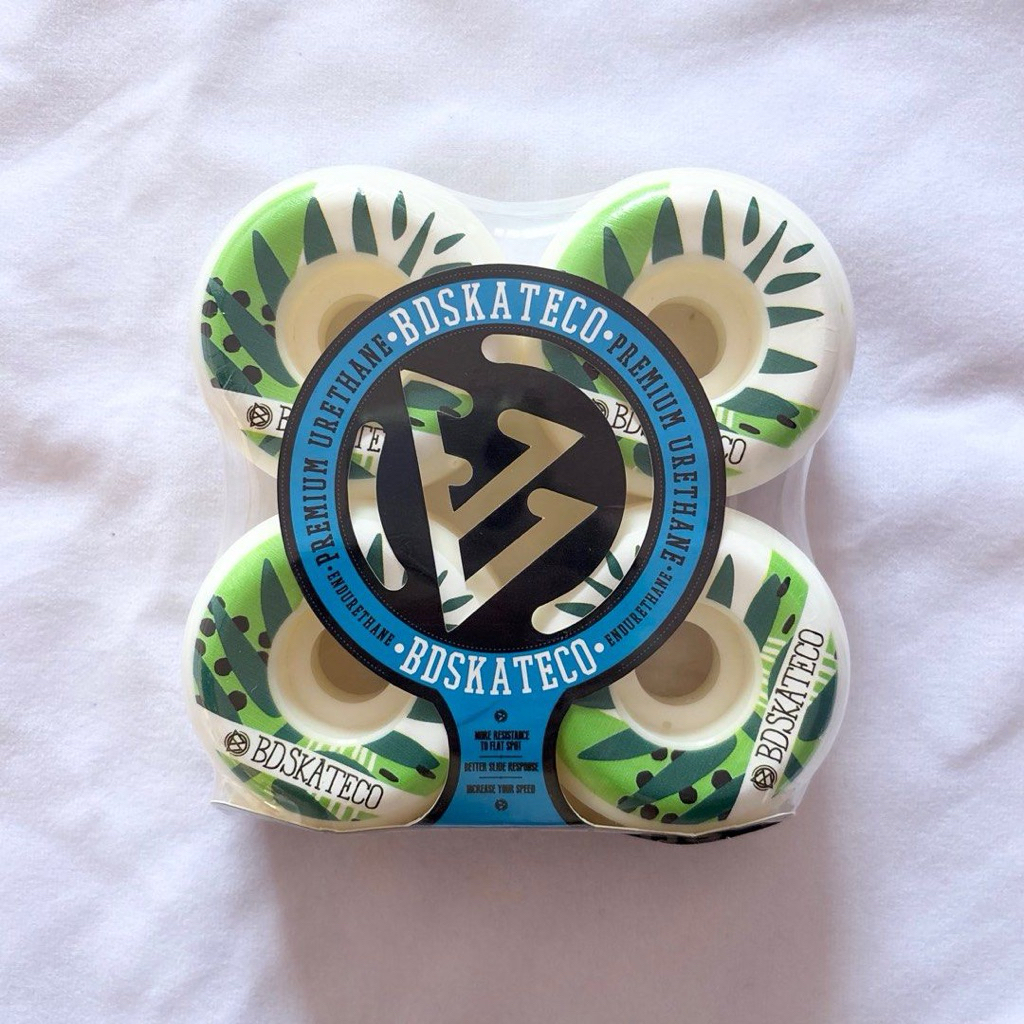 BDSKATECO
PREMIUM URETHANE
PREMIUM URETHANE
ENDURETHANE
ENDURETHANE
BDSKATECO
MORE RESISTANCE
TO FLAT SPOT
BETTER SLIDE RESPONSE
INCREASE YOUR SPEED
BDSKATECO
BDSKATECO